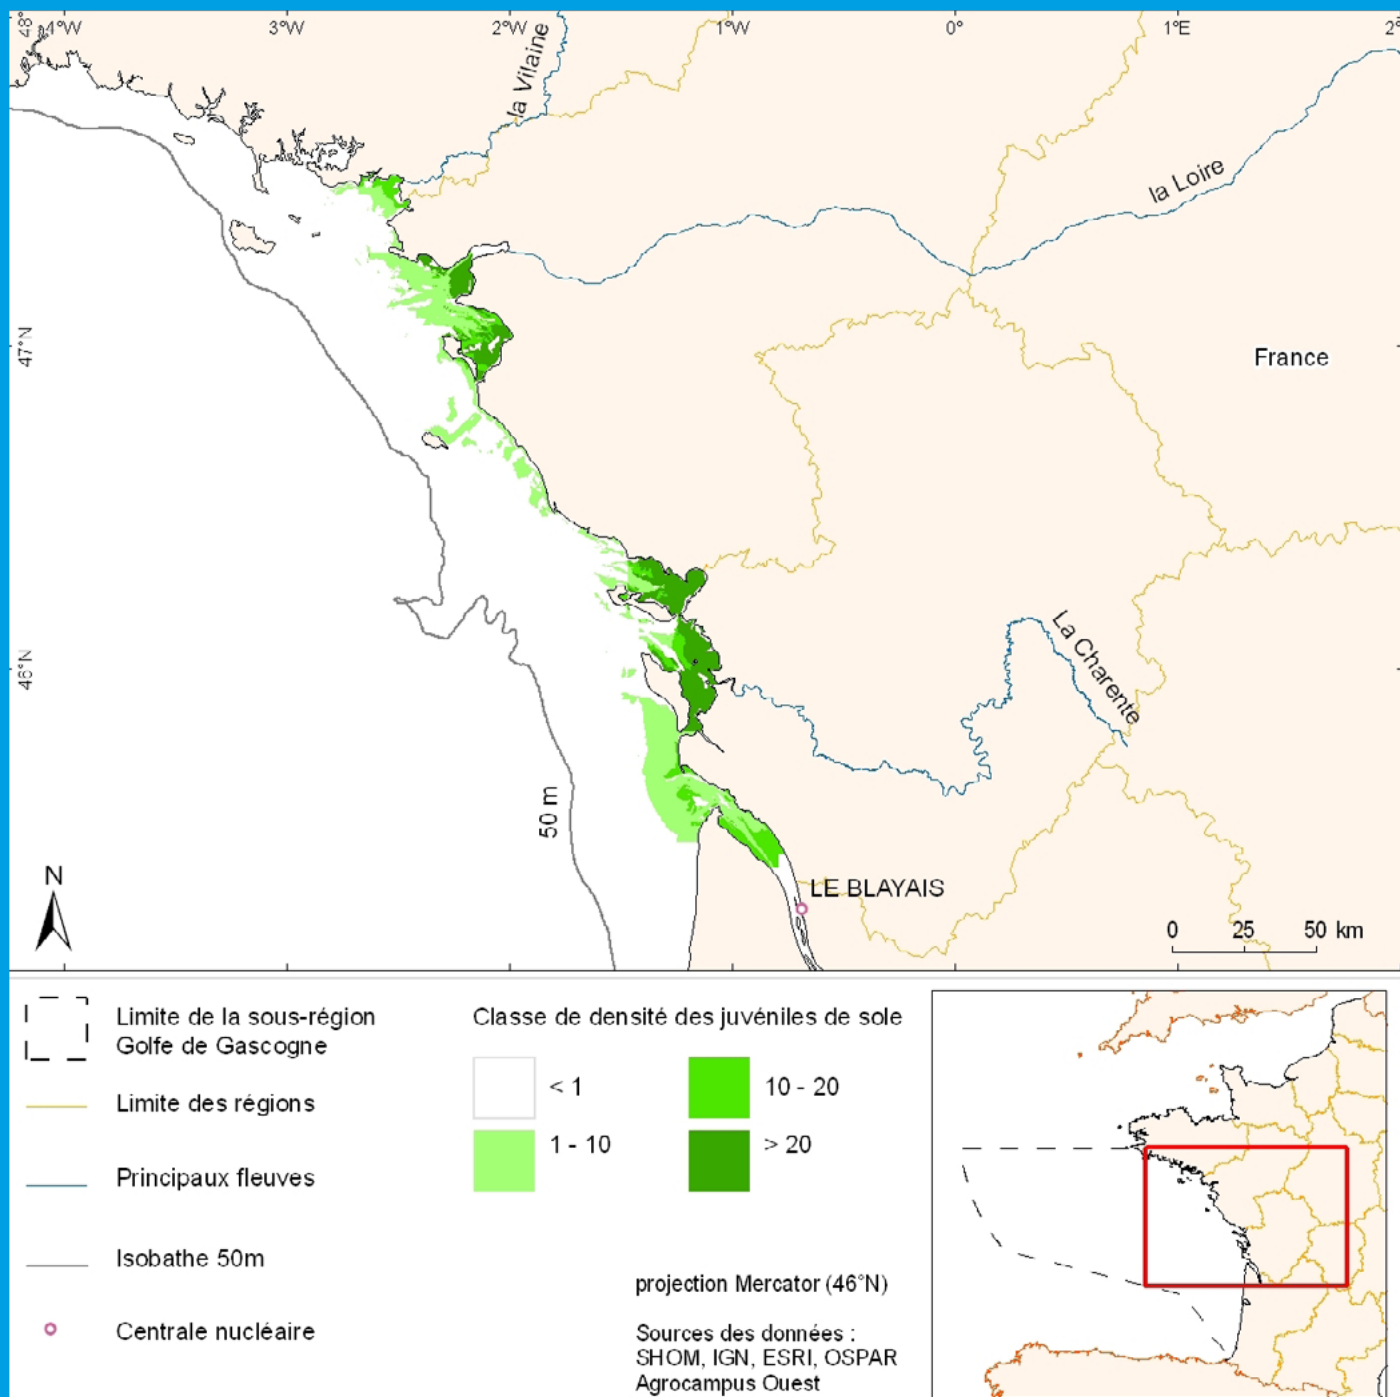 4°W
3°W
2°W
1°W
0°
1°E
48°
47°N
46°N
la Vilaine
la Loire
France
La Charente
50 m
LE BLAYAIS
N
0 25 50 km
Limite de la sous-région
Golfe de Gascogne
Limite des régions
Principaux fleuves
Isobathe 50m
Centrale nucléaire
Classe de densité des juvéniles de sole
< 1
10 - 20
1 - 10
> 20
projection Mercator (46°N)
Sources des données :
SHOM, IGN, ESRI, OSPAR
Agrocampus Ouest